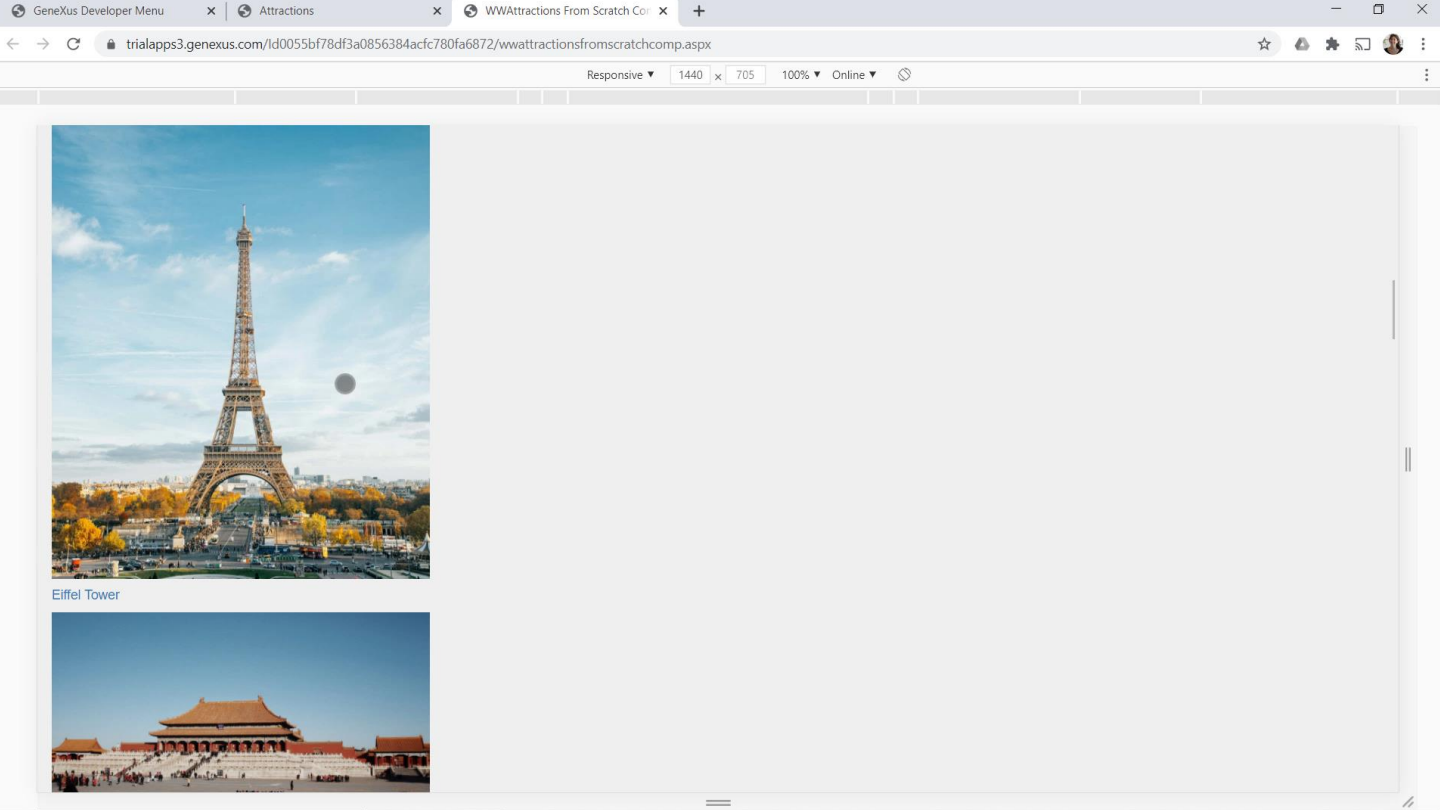 GeneXus Developer Menu
Attractions
WWAttractions From Scratch Co
trialapps3.genexus.com/Id0055bf78df3a0856384acfc780fa6872/wwattractionsfromscratchcomp.aspx
Responsive ▼ 1440 x 705 100% ▼ Online ▼
Eiffel Tower